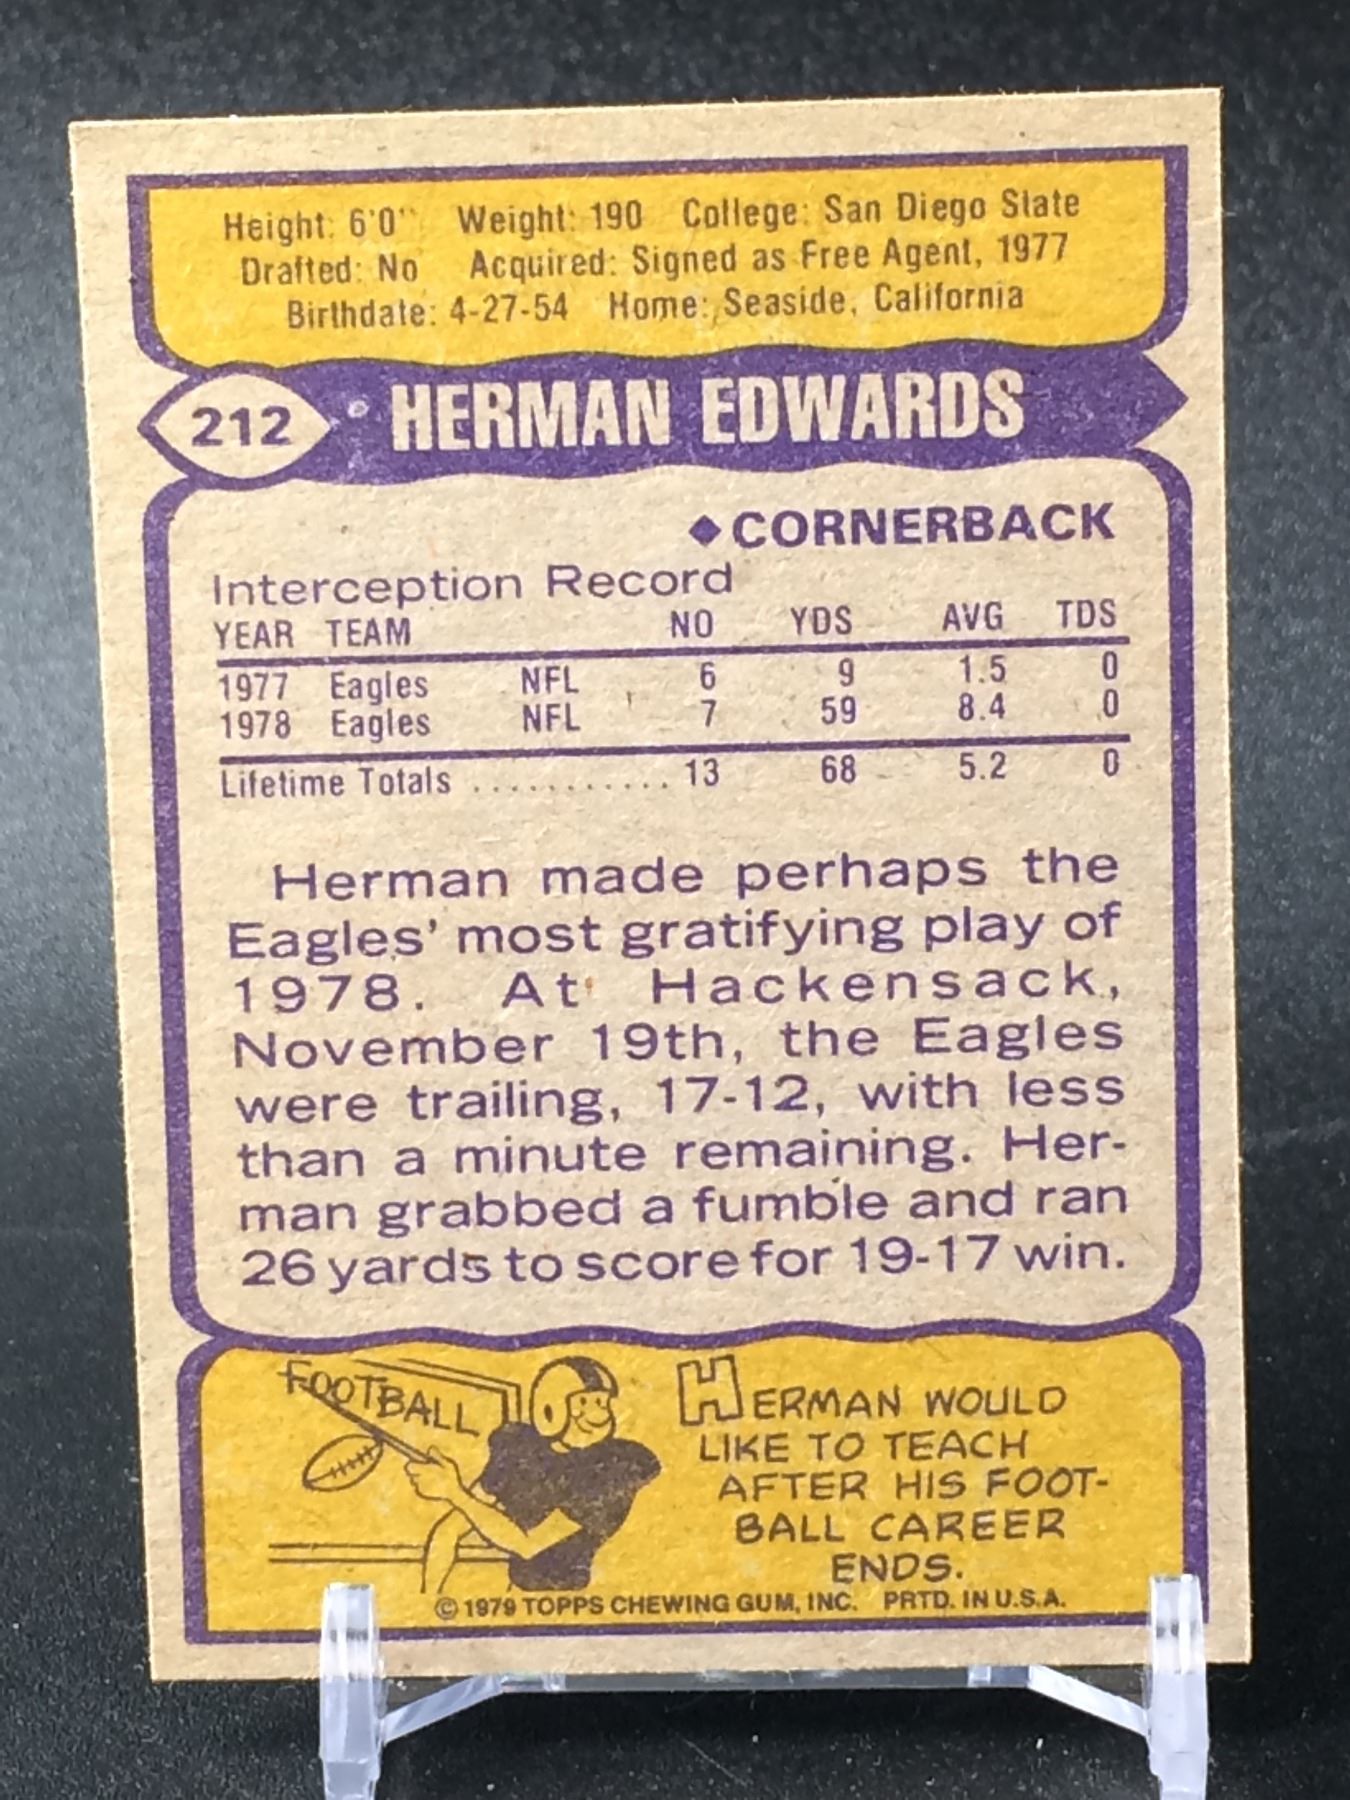 Height: 6'0" Weight: 190 College: San Diego State
Drafted: No Acquired: Signed as Free Agent, 1977
Birthdate: 4-27-54 Home: Seaside, California
212 HERMAN EDWARDS
◆CORNERBACK
Interception Record
YEAR TEAM NO YDS AVG TDS
1977 Eagles NFL 6 9 1.5 0
1978 Eagles NFL 7 59 8.4 0
Lifetime Totals ........... 13 68 5.2 0
Herman made perhaps the
Eagles' most gratifying play of
1978. At Hackensack,
November 19th, the Eagles
were trailing, 17-12, with less
than a minute remaining. Her-
man grabbed a fumble and ran
26 yards to score for 19-17 win.
FOOTBALL
HERMAN WOULD
LIKE TO TEACH
AFTER HIS FOOT-
BALL CAREER
ENDS.
© 1979 TOPPS CHEWING GUM, INC. PRTD. IN U.S.A.